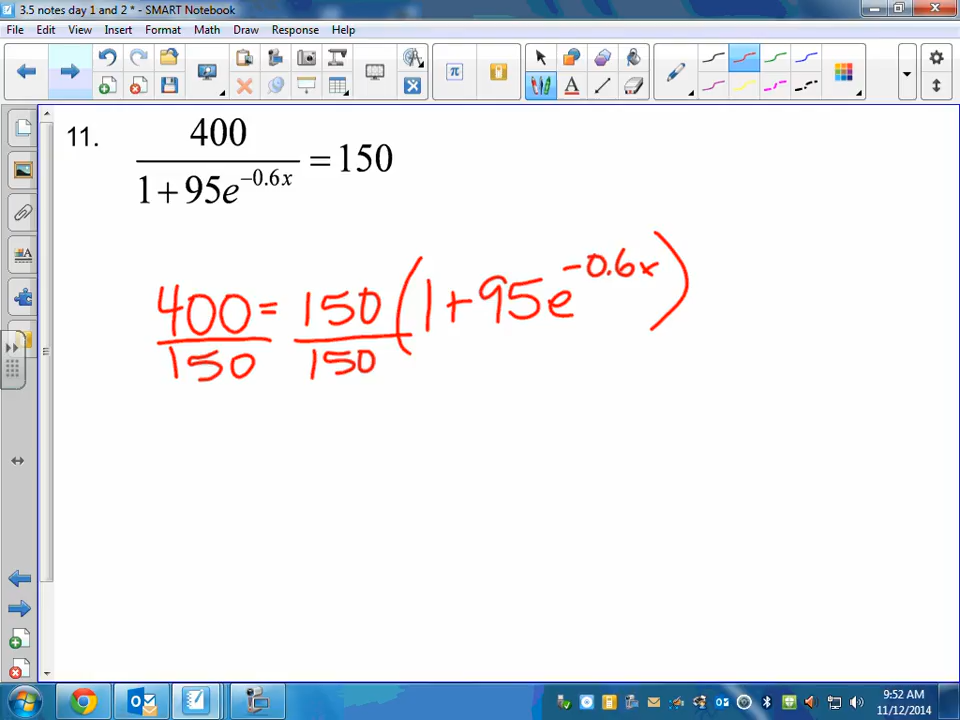 3.5 notes day 1 and 2 * - SMART Notebook
File Edit View Insert Format Math Draw Response Help
11. 400
1 + 95e^{-0.6x} = 150
400 = 150 (1 + 95e^{-0.6x})
150 150
9:52 AM
11/12/2014